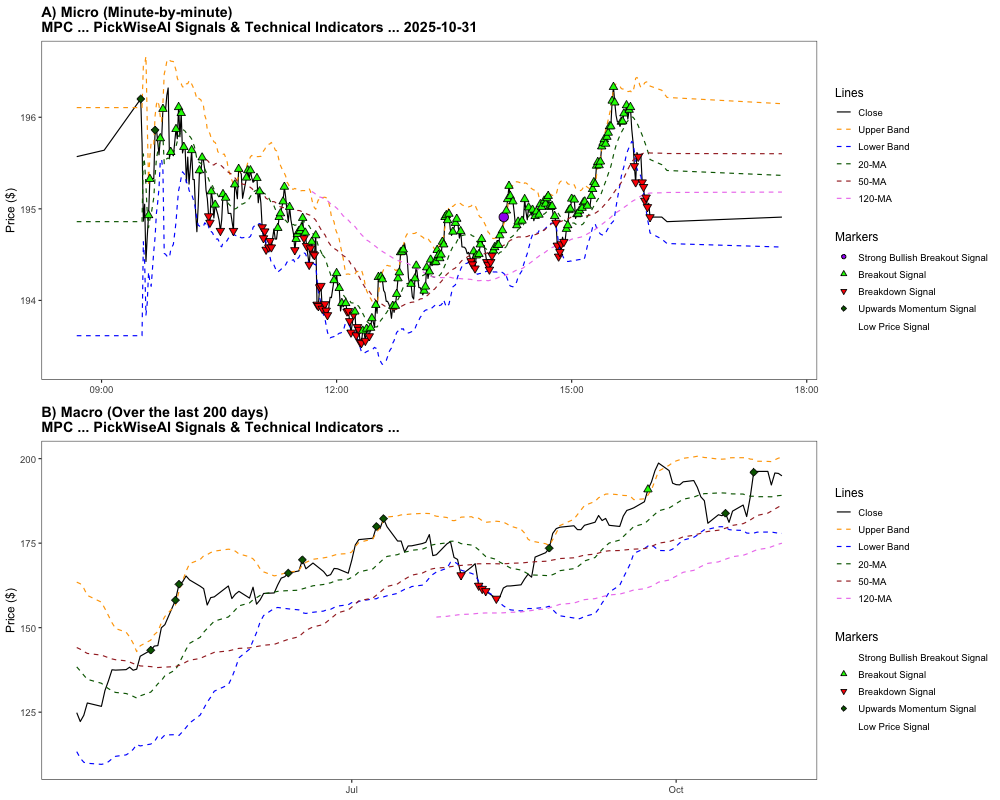 A) Micro (Minute-by-minute)
MPC ... PickWiseAI Signals & Technical Indicators ... 2025-10-31
Price ($)
196
195
194
09:00
12:00
15:00
18:00
Lines
Close
Upper Band
Lower Band
20-MA
50-MA
120-MA
Markers
Strong Bullish Breakout Signal
Breakout Signal
Breakdown Signal
Upwards Momentum Signal
Low Price Signal
B) Macro (Over the last 200 days)
MPC ... PickWiseAI Signals & Technical Indicators ...
Price ($)
200
175
150
125
Jul
Oct
Lines
Close
Upper Band
Lower Band
20-MA
50-MA
120-MA
Markers
Strong Bullish Breakout Signal
Breakout Signal
Breakdown Signal
Upwards Momentum Signal
Low Price Signal